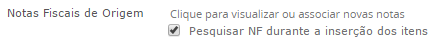 Notas Fiscais de Origem Clique para visualizar ou associar novas notas
Pesquisar NF durante a inserção dos itens